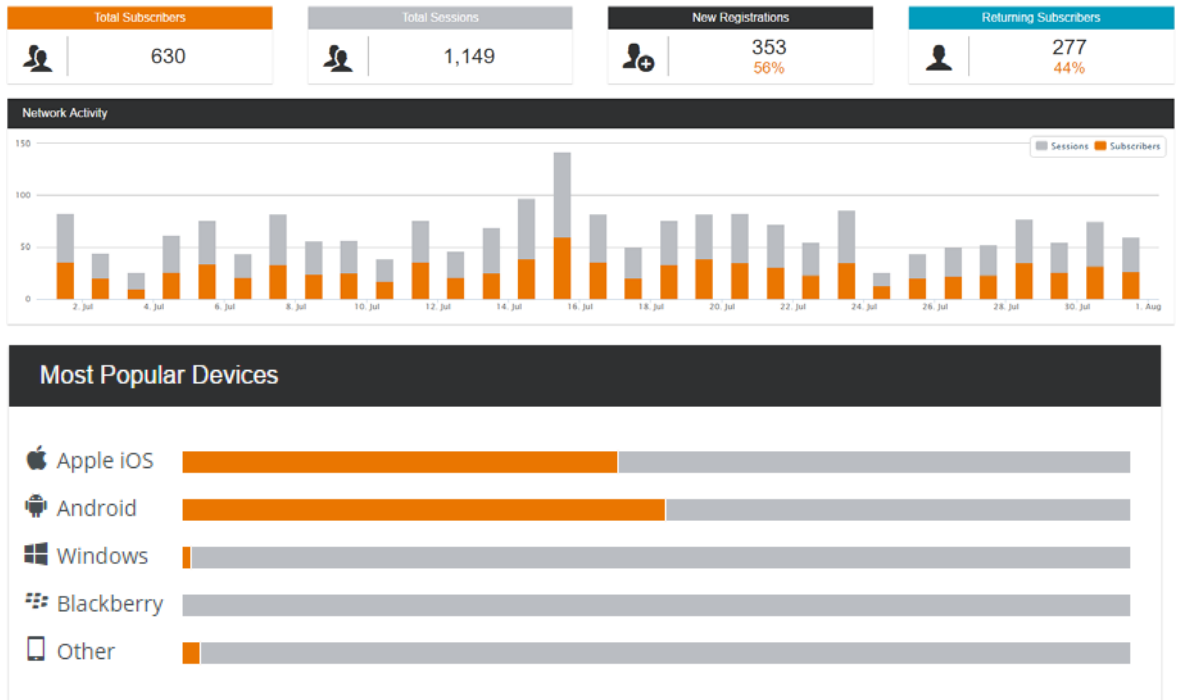 Total Subscribers
630
Total Sessions
1,149
New Registrations
353
56%
Returning Subscribers
277
44%
Network Activity
Sessions Subscribers
150
100
50
0
2. Jul 4. Jul 6. Jul 8. Jul 10. Jul 12. Jul 14. Jul 16. Jul 18. Jul 20. Jul 22. Jul 24. Jul 26. Jul 28. Jul 30. Jul 1. Aug
Most Popular Devices
Apple iOS
Android
Windows
Blackberry
Other